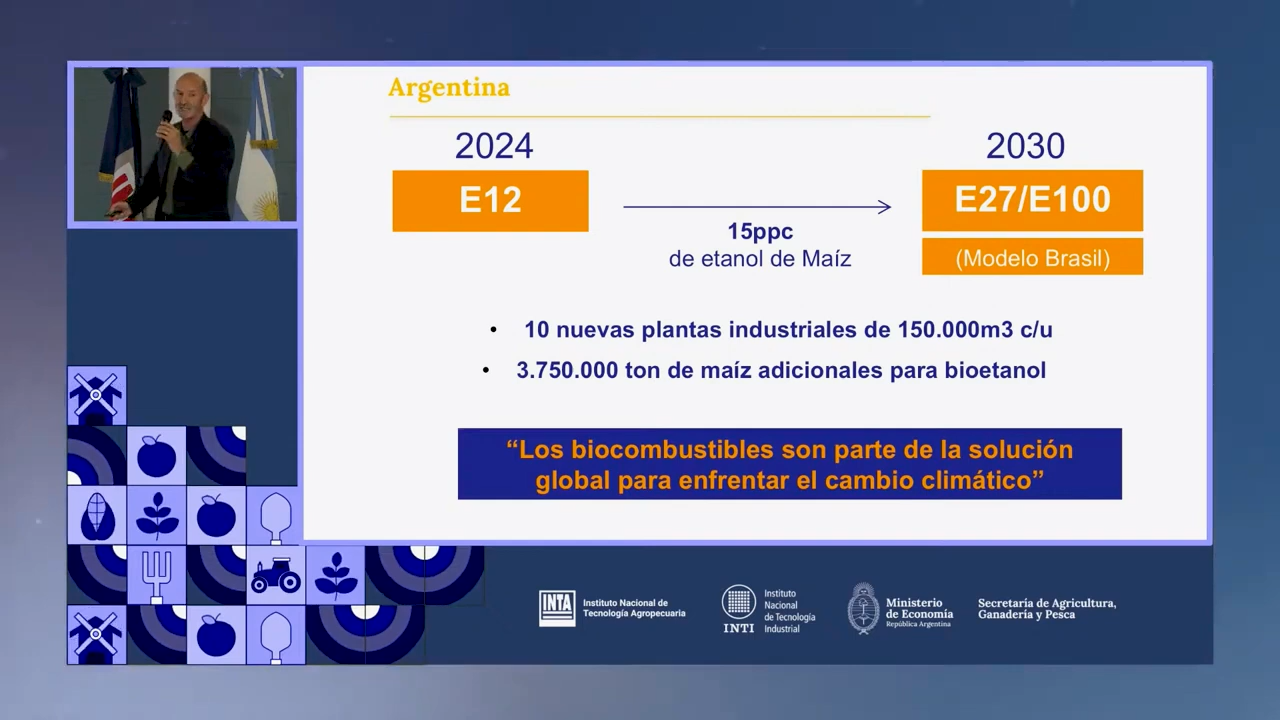 Argentina
2024
E12
15ppc
de etanol de Maíz
2030
E27/E100
(Modelo Brasil)
• 10 nuevas plantas industriales de 150.000m3 c/u
• 3.750.000 ton de maíz adicionales para bioetanol
“Los biocombustibles son parte de la solución
global para enfrentar el cambio climático”
INTA
Instituto Nacional de
Tecnología Agropecuaria
INTI
Instituto
Nacional
de Tecnología
Industrial
Ministerio
de Economía
República Argentina
Secretaría de Agricultura,
Ganadería y Pesca